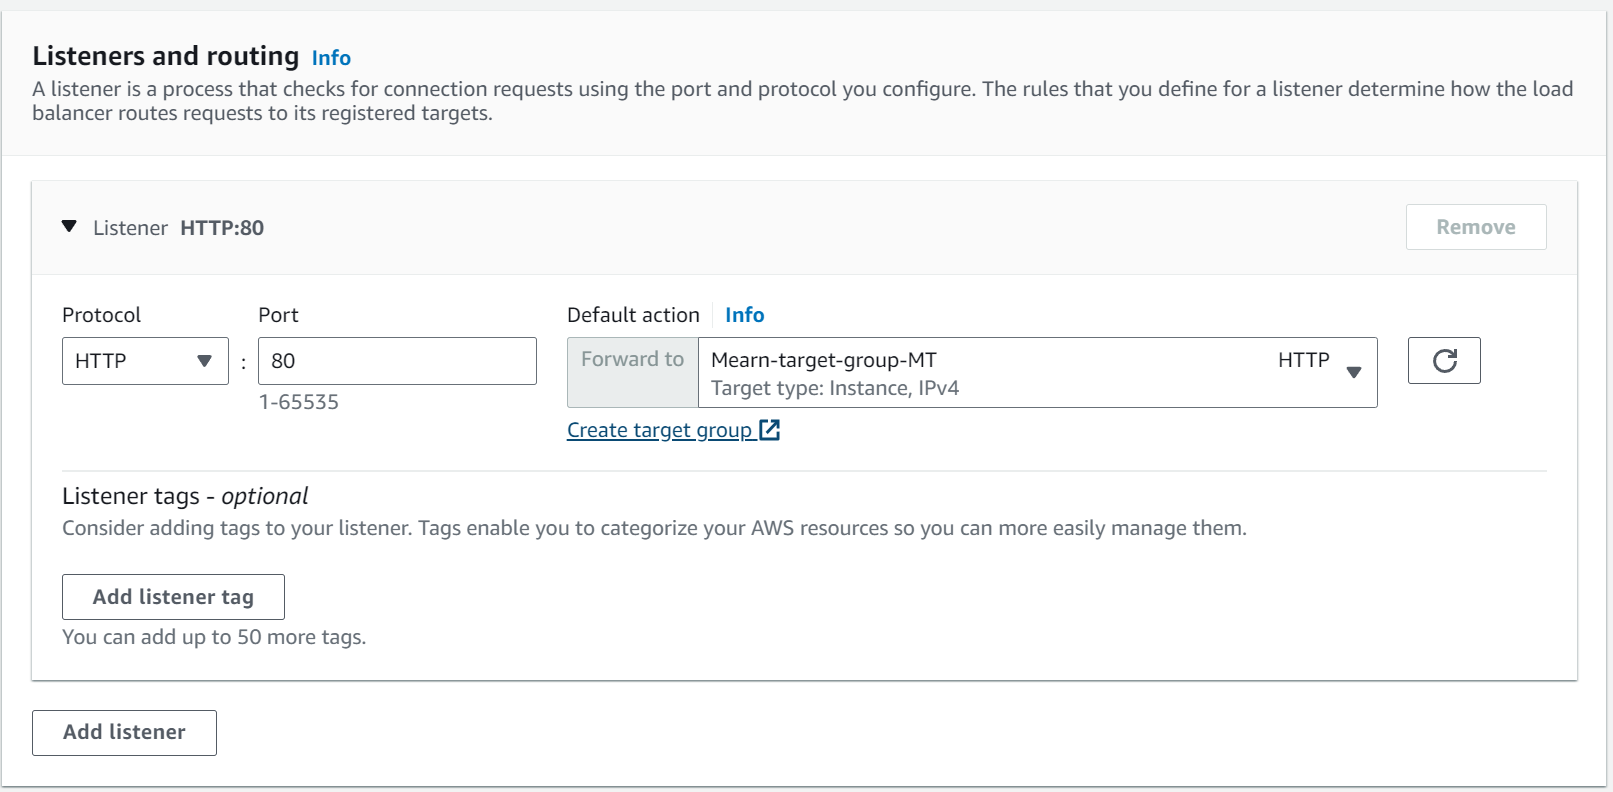 Listeners and routing Info
A listener is a process that checks for connection requests using the port and protocol you configure. The rules that you define for a listener determine how the load
balancer routes requests to its registered targets.
Listener HTTP:80
Remove
Protocol
Port
Default action Info
HTTP
:
80
1-65535
Forward to
Mearn-target-group-MT
HTTP
Target type: Instance, IPv4
Create target group
Listener tags - optional
Consider adding tags to your listener. Tags enable you to categorize your AWS resources so you can more easily manage them.
Add listener tag
You can add up to 50 more tags.
Add listener